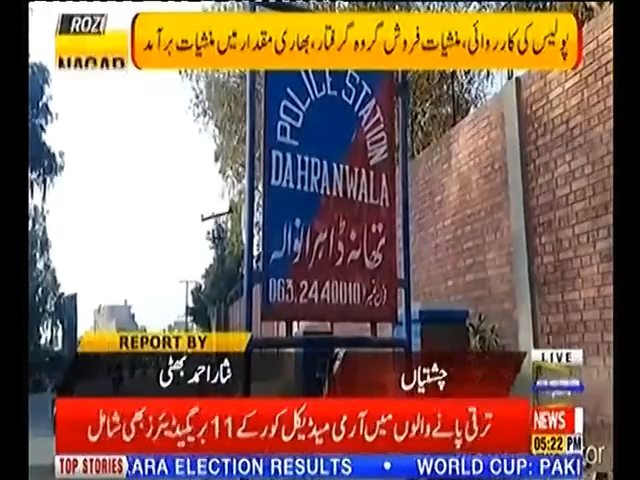 ROZI
NAGAR
پولیس کی کارروائی، منشیات فروش گروہ گرفتار، بھاری مقدار میں منشیات برآمد
POLICE STATION
DAHRANWALA
تھانہ ڈاہرانوالہ
فون نمبر 063.2440010
REPORT BY
نثار احمد بھٹی
چشتیاں
LIVE
ترقی پانے والوں میں آرمی میڈیکل کور کے 11 بریگیڈیئرز بھی شامل
NEWS
05:22 PM
TOP STORIES
KARA ELECTION RESULTS • WORLD CUP: PAKI